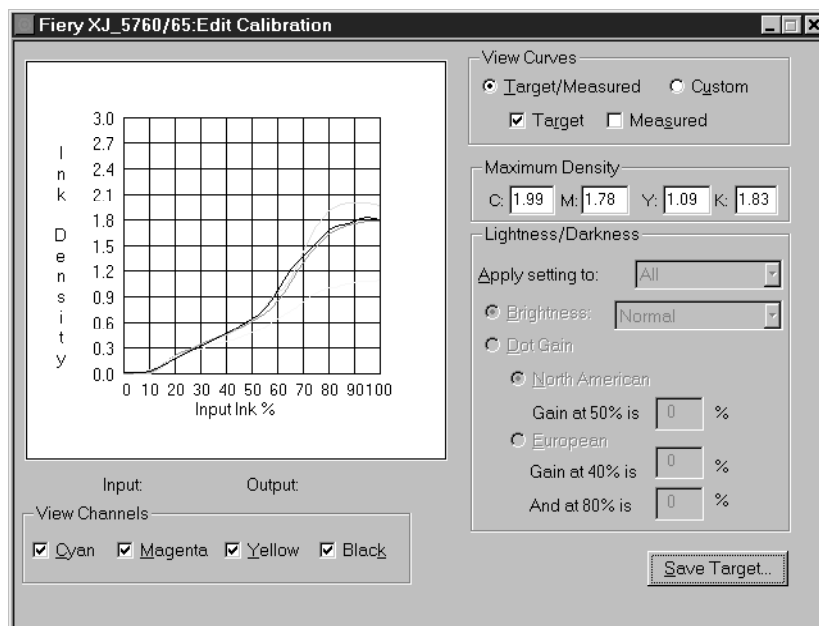 Fiery XJ_5760/65:Edit Calibration
3.0
2.7
2.4
2.1
1.8
1.5
1.2
0.9
0.6
0.3
0.0
Ink Density
0 10 20 30 40 50 60 70 80 90 100
Input Ink %
Input: Output:
View Channels
Cyan Magenta Yellow Black
View Curves
Target/Measured Custom
Target Measured
Maximum Density
C: 1.99 M: 1.78 Y: 1.09 K: 1.83
Lightness/Darkness
Apply setting to: All
Brightness: Normal
Dot Gain
North American
Gain at 50% is 0 %
European
Gain at 40% is 0 %
And at 80% is 0 %
Save Target...